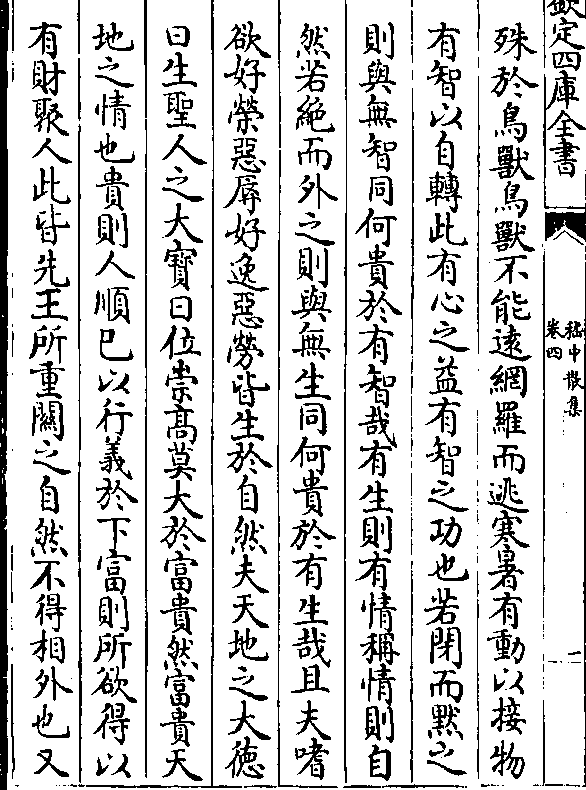 欽定四庫全書
嵇中散集
卷四
一
殊於鳥獸鳥獸不能遠網羅而逃寒暑有動以接物
有智以自轉此有心之益有智之功也若閉而黙之
則與無智同何貴於有智哉有生則有情稱情則自
然若絶而外之則與無生同何貴於有生哉且夫嗜
欲好榮惡辱好逸惡勞皆生於自然夫天地之大徳
曰生聖人之大寳曰位崇髙莫大於富貴然富貴天
地之情也貴則人順已以行義於下富則所欲得以
有財聚人此皆先王所重闗之自然不得相外也又